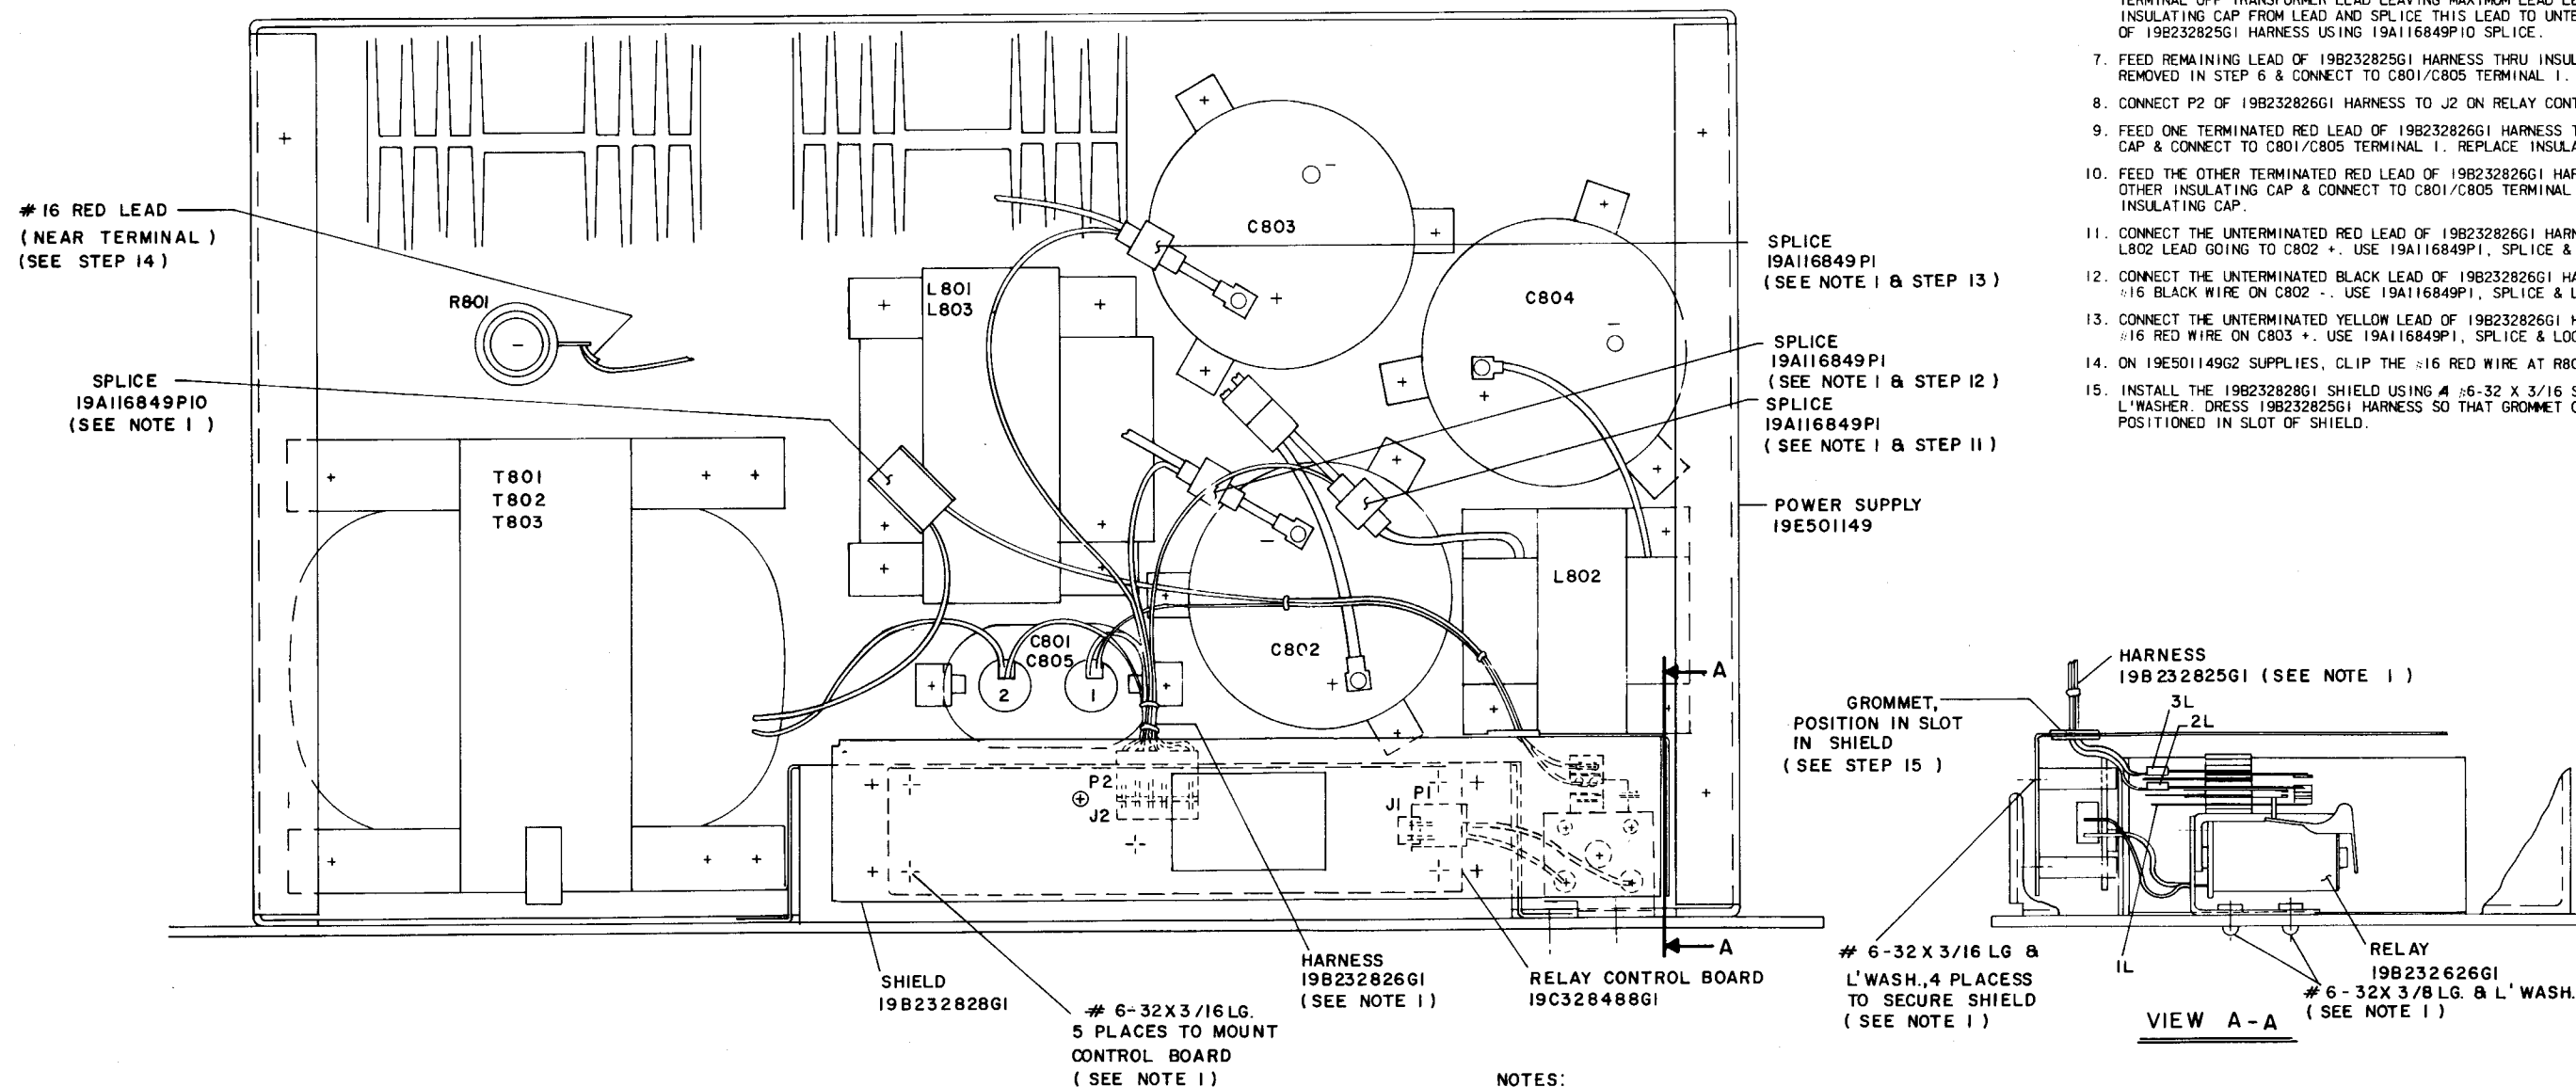 TERMINAL OFF TRANSFORMER LEAD LEAVING MAXIMUM LEAD
INSULATING CAP FROM LEAD AND SPLICE THIS LEAD TO
OF 19B232825G1 HARNESS USING 19A116849P10 SPLICE.
7. FEED REMAINING LEAD OF 19B232825G1 HARNESS THRU
REMOVED IN STEP 6 & CONNECT TO C801/C805 TERMINAL 1.
8. CONNECT P2 OF 19B232826G1 HARNESS TO J2 ON RELAY
9. FEED ONE TERMINATED RED LEAD OF 19B232826G1 HARNESS
CAP & CONNECT TO C801/C805 TERMINAL 1. REPLACE
10. FEED THE OTHER TERMINATED RED LEAD OF 19B232826G1
OTHER INSULATING CAP & CONNECT TO C801/C805 TERMINAL
INSULATING CAP.
11. CONNECT THE UNTERMINATED RED LEAD OF 19B232826G1
L802 LEAD GOING TO C802 +. USE 19A116849P1, SPLICE &
12. CONNECT THE UNTERMINATED BLACK LEAD OF 19B232826G1
#16 BLACK WIRE ON C802 -. USE 19A116849P1, SPLICE &
13. CONNECT THE UNTERMINATED YELLOW LEAD OF 19B232826G1
#16 RED WIRE ON C803 +. USE 19A116849P1, SPLICE &
14. ON 19E501149G2 SUPPLIES, CLIP THE #16 RED WIRE AT
15. INSTALL THE 19B232828G1 SHIELD USING 4 #6-32 X 3/16
L'WASHER. DRESS 19B232825G1 HARNESS SO THAT GROMMET
POSITIONED IN SLOT OF SHIELD.
# 16 RED LEAD
(NEAR TERMINAL)
(SEE STEP 14)
R801
-
SPLICE
19A116849P10
(SEE NOTE 1)
T801
T802
T803
L801
L803
C803
-
+
C804
-
+
SPLICE
19A116849P1
(SEE NOTE 1 & STEP 13)
SPLICE
19A116849P1
(SEE NOTE 1 & STEP 12)
SPLICE
19A116849P1
(SEE NOTE 1 & STEP 11)
POWER SUPPLY
19E501149
L802
-
C802
+
C801
C805
2
1
A
P2
J2
J1
P1
A
SHIELD
19B232828G1
# 6-32X3/16 LG.
5 PLACES TO MOUNT
CONTROL BOARD
(SEE NOTE 1)
HARNESS
19B232826G1
(SEE NOTE 1)
RELAY CONTROL BOARD
19C328488G1
NOTES:
HARNESS
19B232825G1 (SEE NOTE 1)
GROMMET,
POSITION IN SLOT
IN SHIELD
(SEE STEP 15)
3L
2L
1L
# 6-32X 3/16 LG &
L'WASH.,4 PLACESS
TO SECURE SHIELD
(SEE NOTE 1)
RELAY
19B232626G1
# 6-32X 3/8 LG. & L'WASH.
(SEE NOTE 1)
VIEW A-A